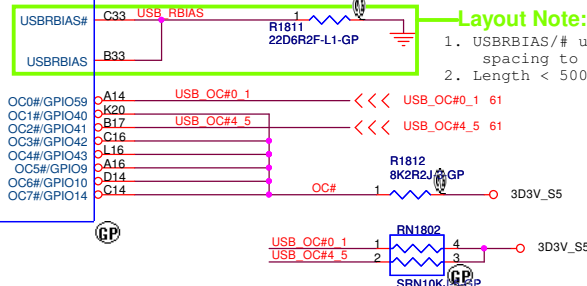 USBRBIAS# C33 USB_RBIAS
R1811
22D6R2F-L1-GP
1
USBRBIAS B33
Layout Note:
1. USBRBIAS/# u
spacing to
2. Length < 500
OC0#/GPIO59 A14 USB_OC#0_1 USB_OC#0_1 61
OC1#/GPIO40 K20
OC2#/GPIO41 B17 USB_OC#4_5 USB_OC#4_5 61
OC3#/GPIO42 C16
OC4#/GPIO43 L16
OC5#/GPIO9 A16
OC6#/GPIO10 D14
OC7#/GPIO14 C14
R1812
8K2R2J GP
OC# 1 3D3V_S5
GP
RN1802
USB_OC#0_1 1 4 3D3V_S5
USB_OC#4_5 2 3
GP